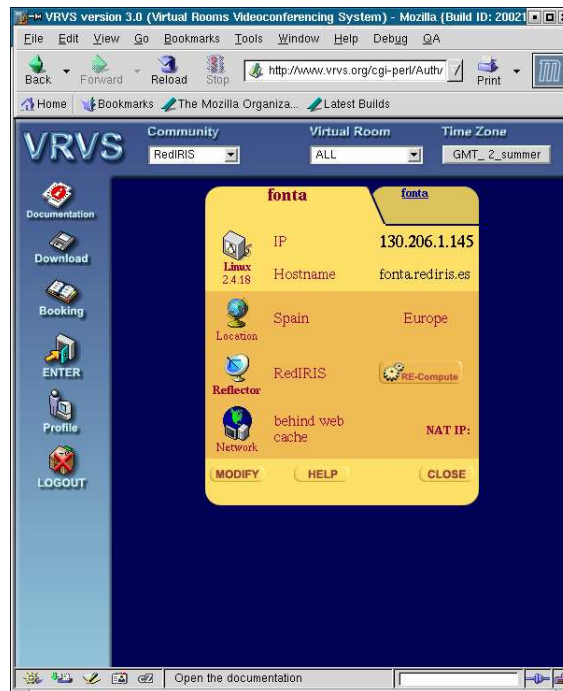 VRVS version 3.0 (Virtual Rooms Videoconferencing System) - Mozilla {Build ID: 20021
File Edit View Go Bookmarks Tools Window Help Debug QA
Back Forward Reload Stop http://www.vrvs.org/cgi-perl/Auth/ Print
Home Bookmarks The Mozilla Organiza... Latest Builds
VRVS Community Virtual Room Time Zone
RedIRIS ALL GMT_ 2_summer
Documentation
Download
Booking
ENTER
Profile
LOGOUT
fonta fonta
IP 130.206.1.145
Linux
2.4.18 Hostname fonta.rediris.es
Spain Europe
Location
RedIRIS RE-Compute
Reflector
behind web
cache NAT IP:
Network
MODIFY HELP CLOSE
Open the documentation